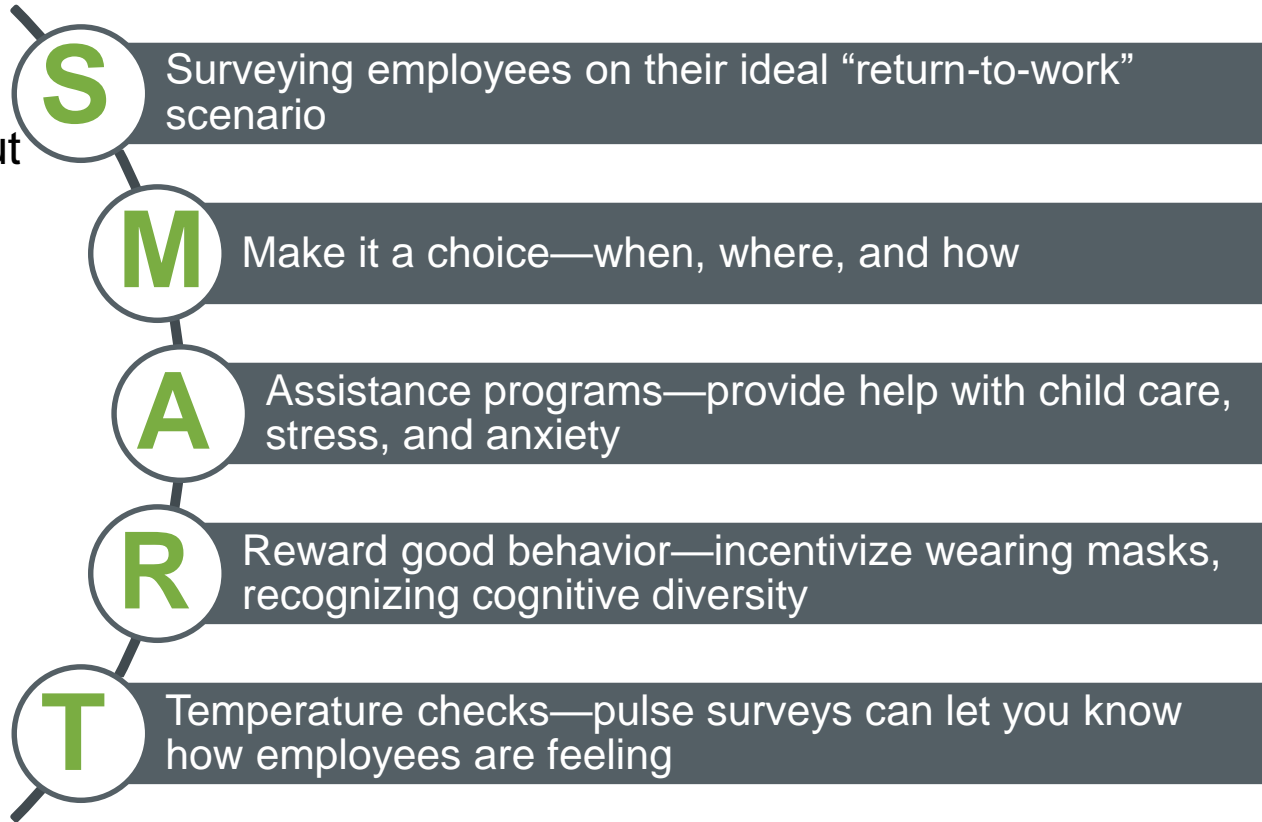 S
Surveying employees on their ideal “return-to-work”
scenario
ut
M
Make it a choice—when, where, and how
A
Assistance programs—provide help with child care,
stress, and anxiety
R
Reward good behavior—incentivize wearing masks,
recognizing cognitive diversity
T
Temperature checks—pulse surveys can let you know
how employees are feeling